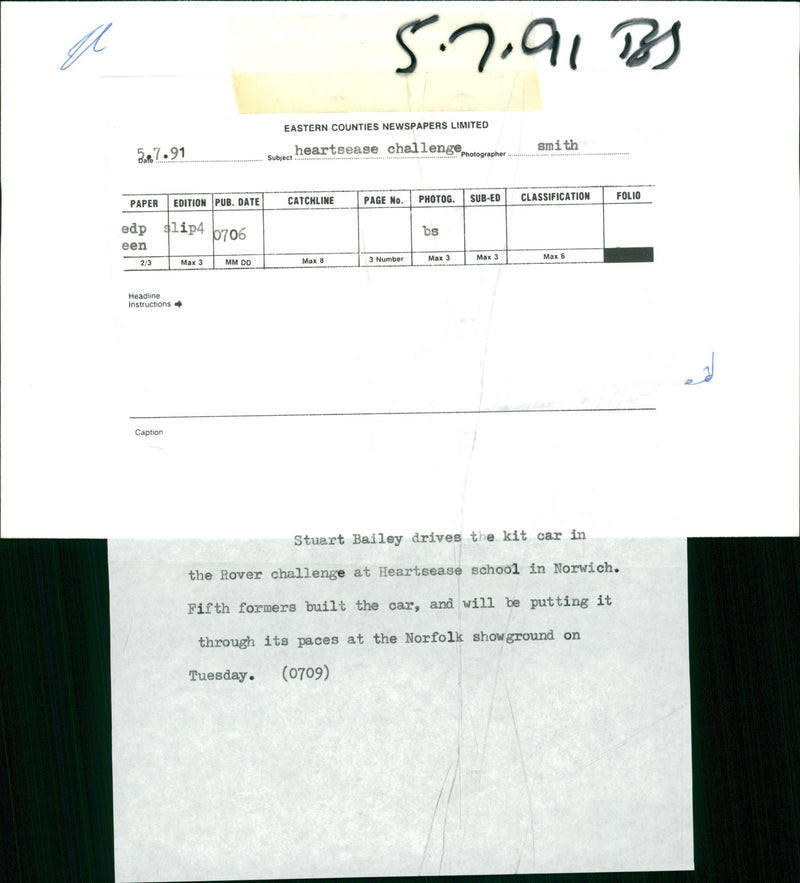 5.7.91 BS
EASTERN COUNTIES NEWSPAPERS LIMITED
Date 5.7.91 Subject heartsease challenge Photographer smith
PAPER EDITION PUB. DATE CATCHLINE PAGE No. PHOTOG. SUB-ED CLASSIFICATION FOLIO
edp slip4 0706 bs
een
2/3 Max 3 MM DD Max 8 3 Number Max 3 Max 3 Max 6
Headline
Instructions ➔
Caption
Stuart Bailey drives the kit car in
the Rover challenge at Heartsease school in Norwich.
Fifth formers built the car, and will be putting it
through its paces at the Norfolk showground on
Tuesday. (0709)